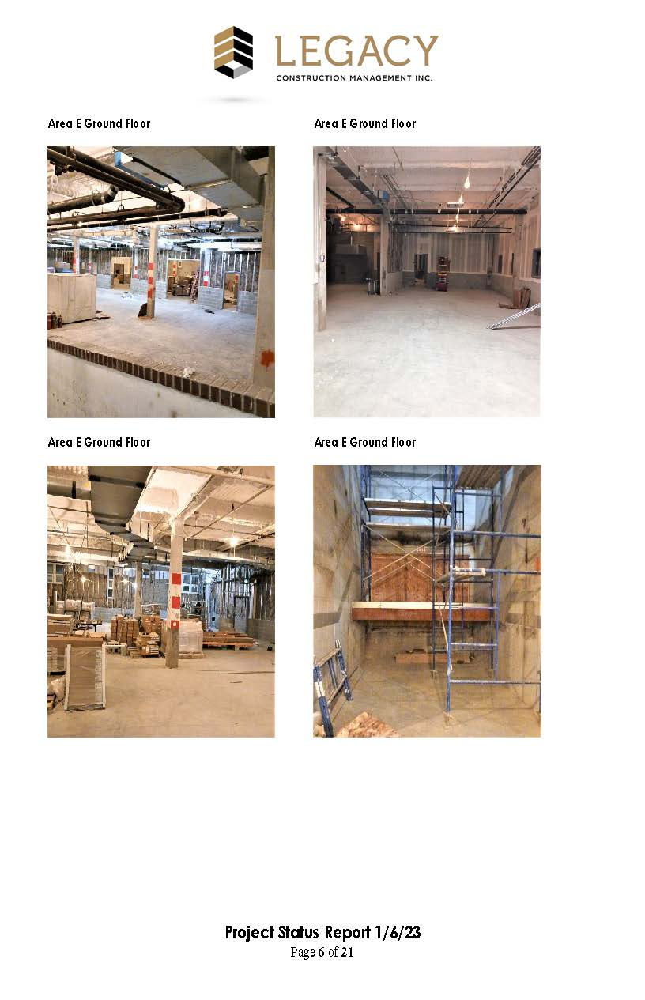 LEGACY
CONSTRUCTION MANAGEMENT INC.
Area E Ground Floor
Area E Ground Floor
Area E Ground Floor
Area E Ground Floor
Project Status Report 1/6/23
Page 6 of 21